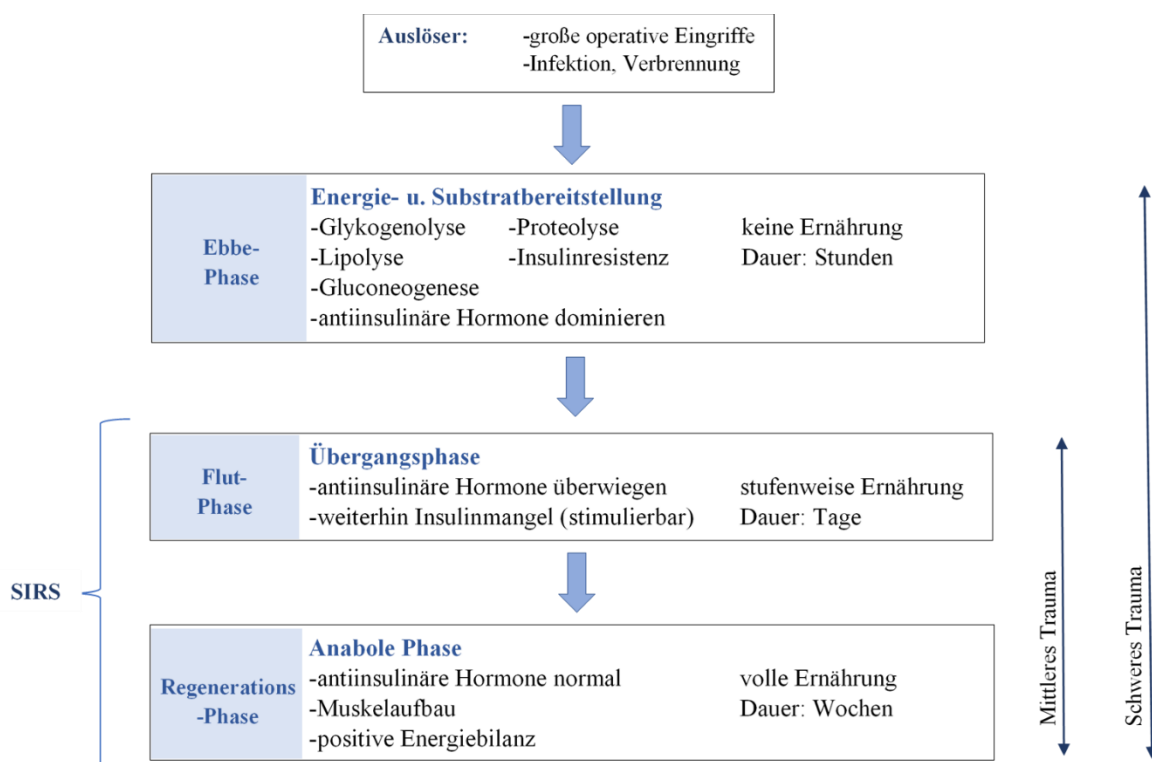 Auslöser: -große operative Eingriffe
-Infektion, Verbrennung
Energie- u. Substratbereitstellung
-Glykogenolyse -Proteolyse keine Ernährung
Ebbe-
-Lipolyse -Insulinresistenz Dauer: Stunden
Phase
-Gluconeogenese
-antiinsulinäre Hormone dominieren
Übergangsphase
Flut-
-antiinsulinäre Hormone überwiegen stufenweise Ernährung
Phase
-weiterhin Insulinmangel (stimulierbar) Dauer: Tage
SIRS
Anabole Phase
Regenerations
-antiinsulinäre Hormone normal volle Ernährung
-Phase
-Muskelaufbau Dauer: Wochen
-positive Energiebilanz
Mittleres Trauma
Schweres Trauma